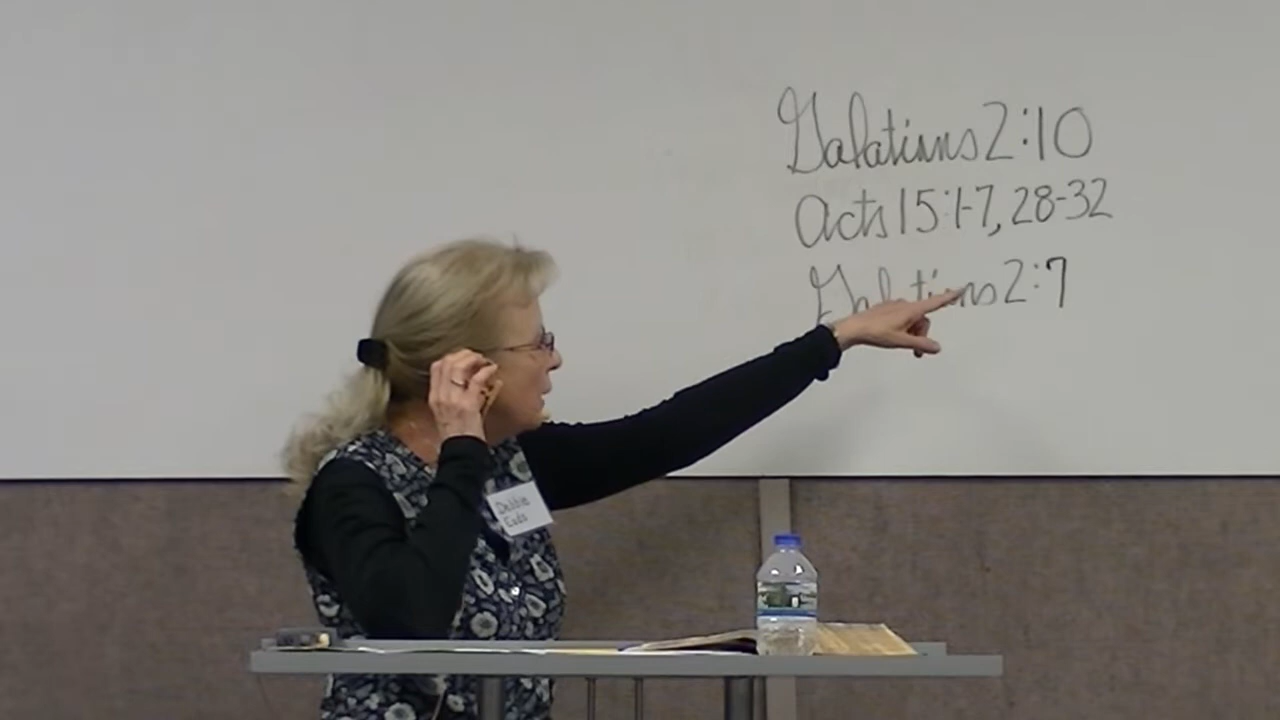 Galatians 2:10
Acts 15:1-7, 28-32
Galatians 2:7
Debbie